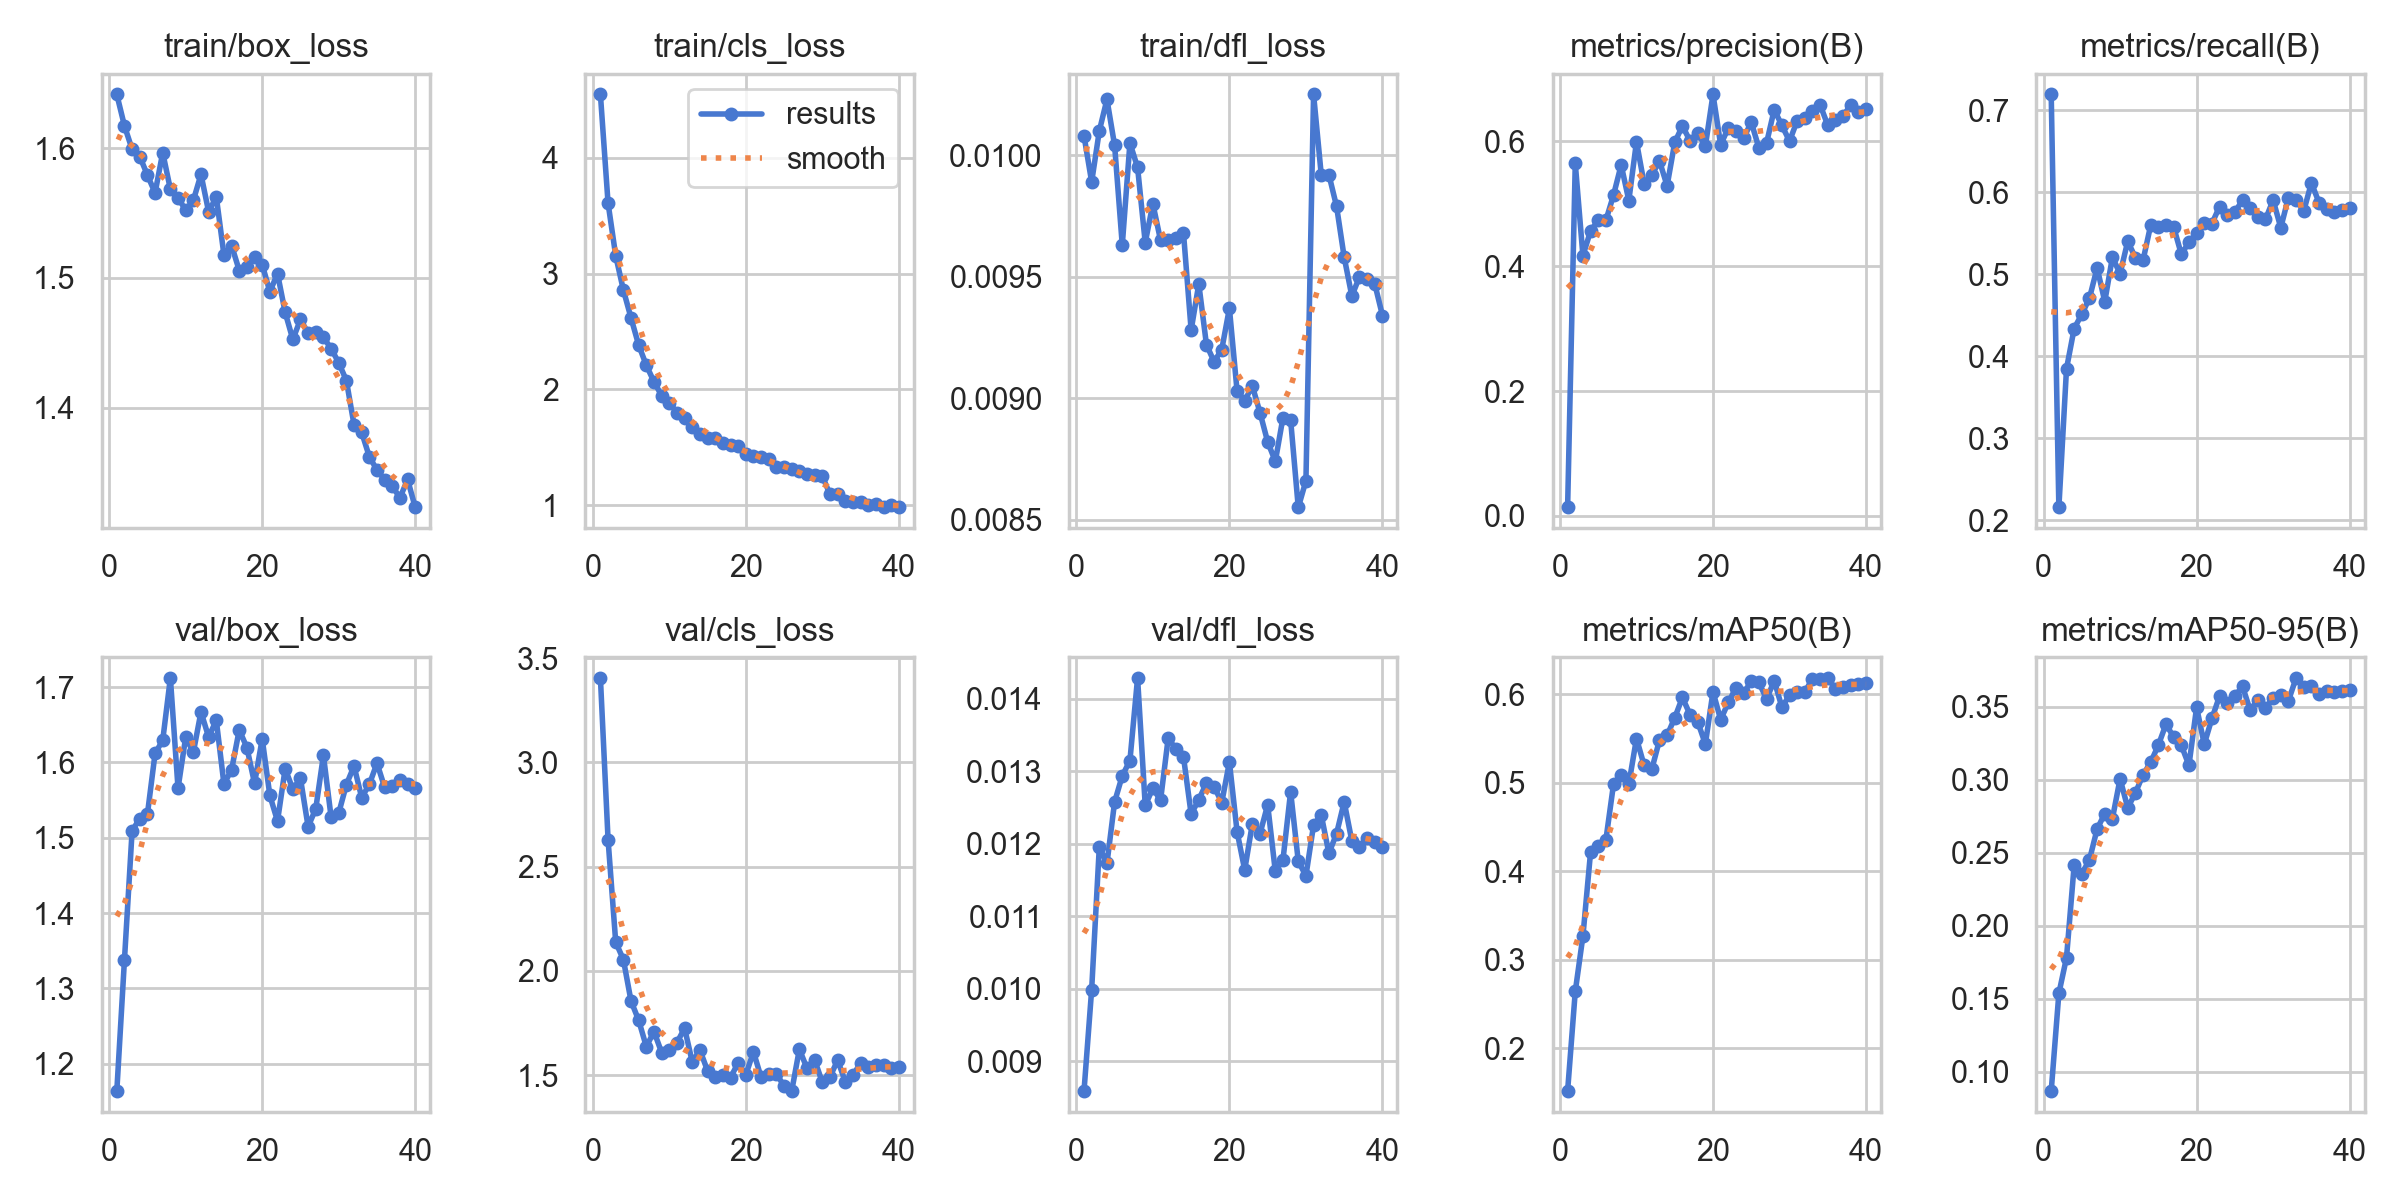 train/box_loss
1.6
1.5
1.4
0 20 40
train/cls_loss
results
smooth
4
3
2
1
0 20 40
train/dfl_loss
0.0100
0.0095
0.0090
0.0085
0 20 40
metrics/precision(B)
0.6
0.4
0.2
0.0
0 20 40
metrics/recall(B)
0.7
0.6
0.5
0.4
0.3
0.2
0 20 40
val/box_loss
1.7
1.6
1.5
1.4
1.3
1.2
0 20 40
val/cls_loss
3.5
3.0
2.5
2.0
1.5
0 20 40
val/dfl_loss
0.014
0.013
0.012
0.011
0.010
0.009
0 20 40
metrics/mAP50(B)
0.6
0.5
0.4
0.3
0.2
0 20 40
metrics/mAP50-95(B)
0.35
0.30
0.25
0.20
0.15
0.10
0 20 40